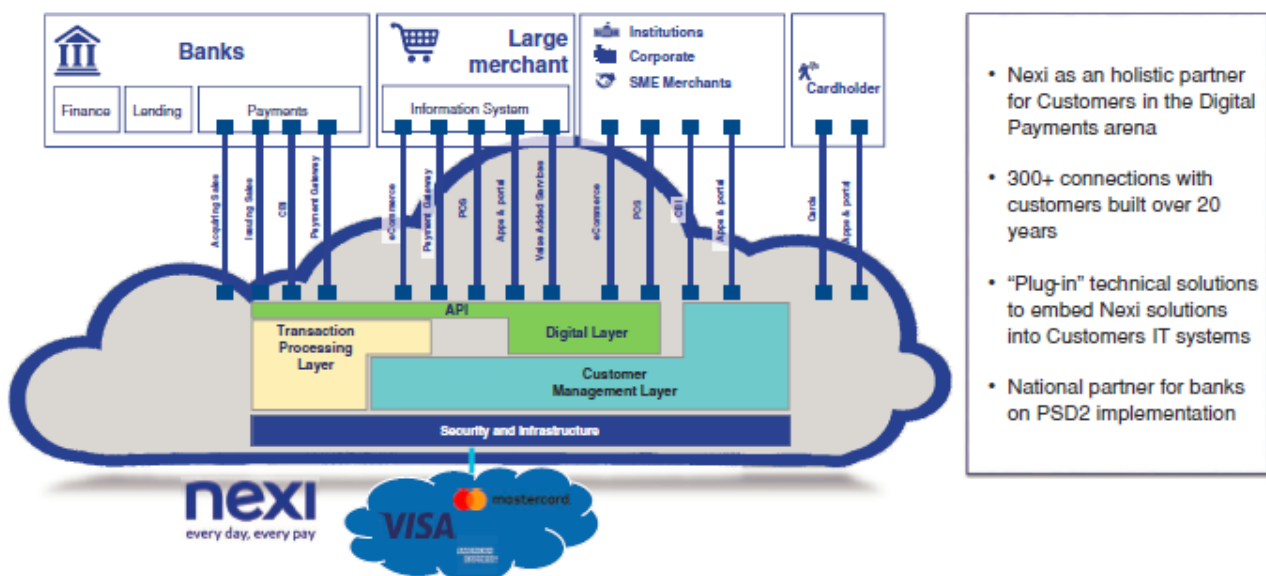 Banks
Finance
Lending
Payments
Large
merchant
Information System
Institutions
Corporate
SME Merchants
Cardholder
Acquiring Sales
Issuing Sales
CBI
Payment Gateway
eCommerce
Payment Gateway
POS
Apps & portal
Value Added Services
eCommerce
POS
CBI
Apps & portal
Cards
Apps & portal
API
Transaction
Processing
Layer
Digital Layer
Customer
Management Layer
Security and Infrastructure
nexi
every day, every pay
mastercard
VISA
AMERICAN
EXPRESS
• Nexi as an holistic partner
for Customers in the Digital
Payments arena
• 300+ connections with
customers built over 20
years
• “Plug-in” technical solutions
to embed Nexi solutions
into Customers IT systems
• National partner for banks
on PSD2 implementation